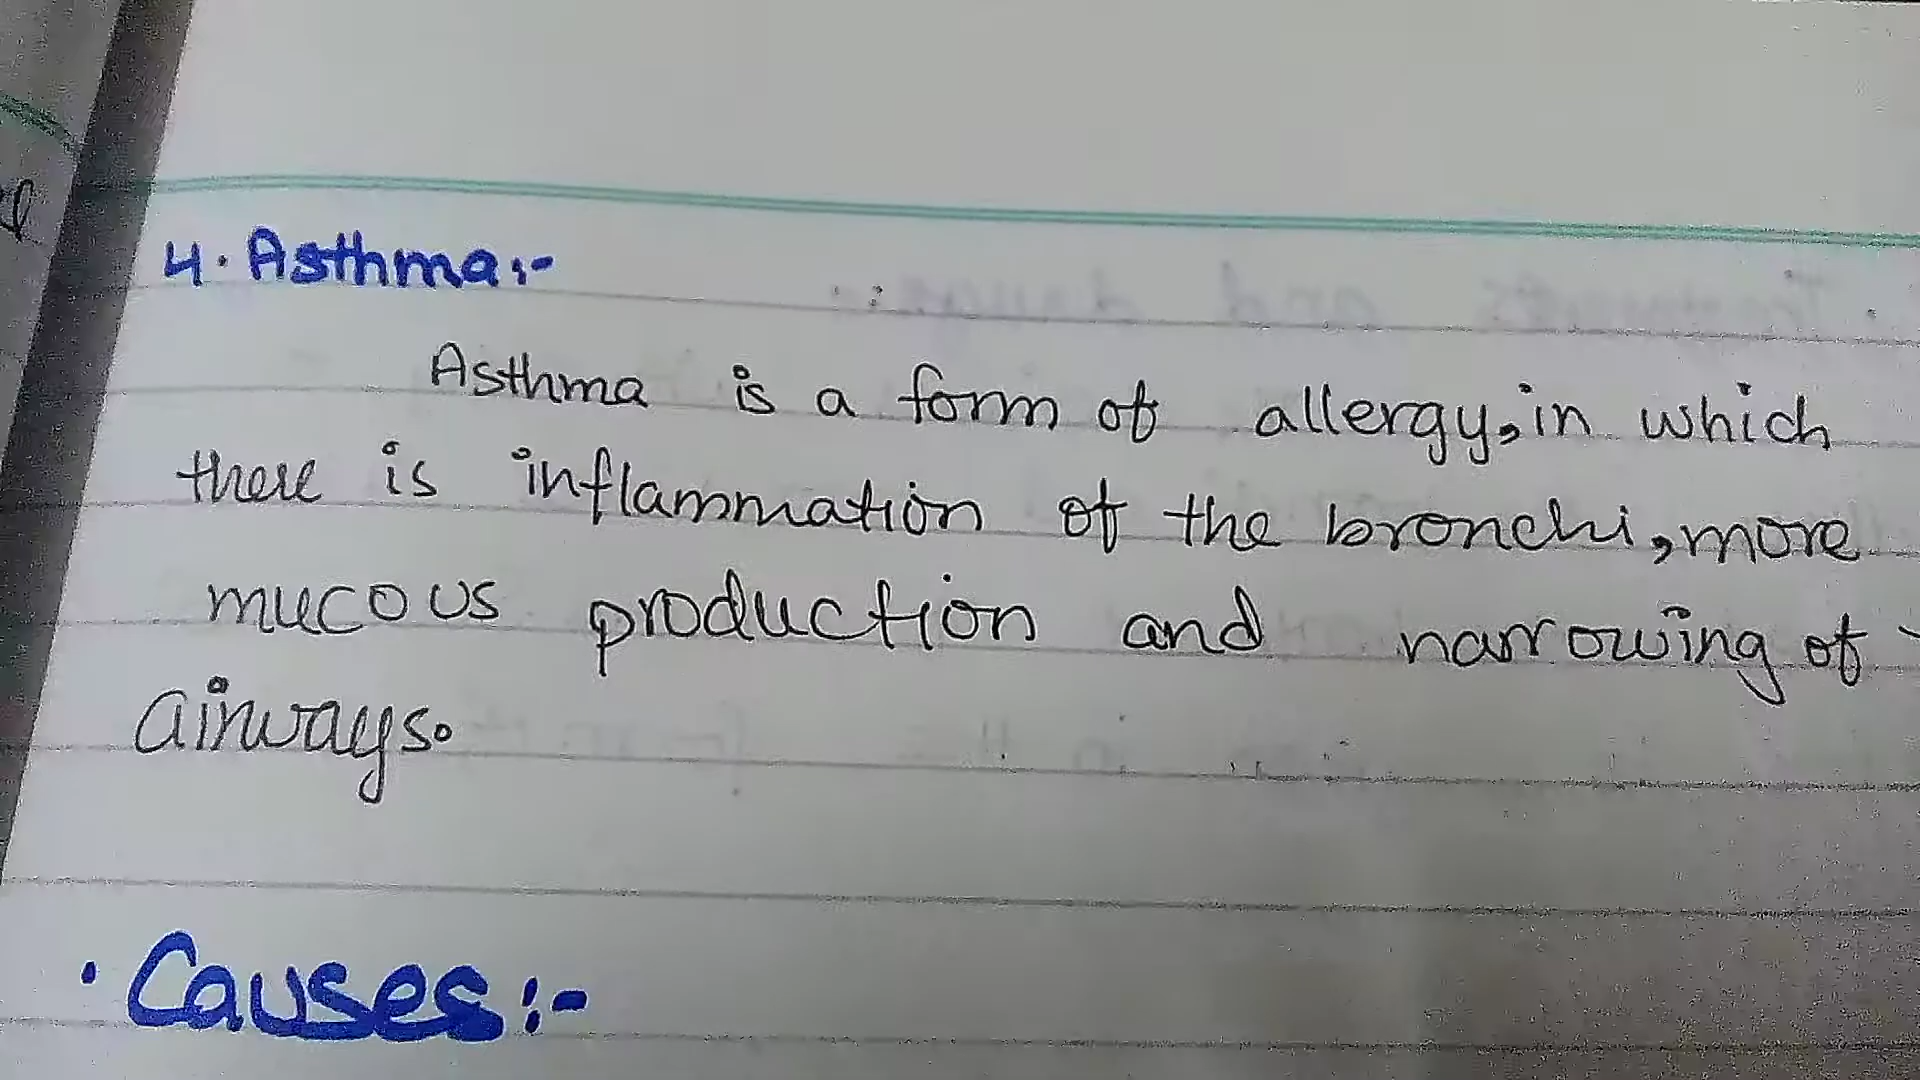 4. Asthma:-
Asthma is a form of allergy, in which
there is inflammation of the bronchi, more
mucous production and narrowing of
airways.
· Causes:-